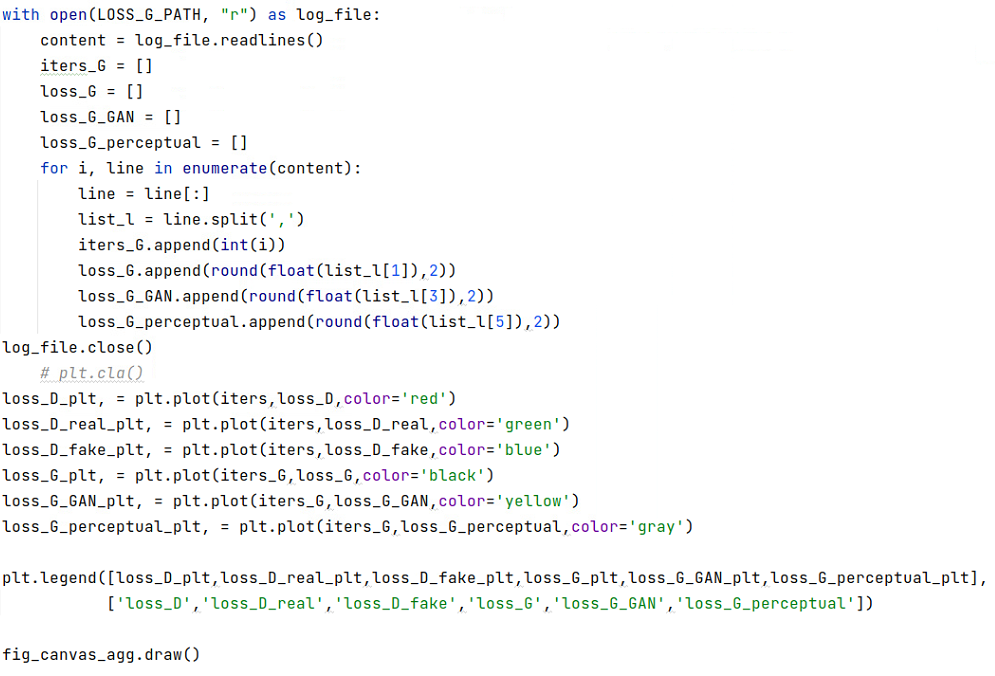 with open(LOSS_G_PATH, "r") as log_file:
    content = log_file.readlines()
    iters_G = []
    loss_G = []
    loss_G_GAN = []
    loss_G_perceptual = []
    for i, line in enumerate(content):
        line = line[:]
        list_l = line.split(',')
        iters_G.append(int(i))
        loss_G.append(round(float(list_l[1]),2))
        loss_G_GAN.append(round(float(list_l[3]),2))
        loss_G_perceptual.append(round(float(list_l[5]),2))
log_file.close()
    # plt.cla()
loss_D_plt, = plt.plot(iters,loss_D,color='red')
loss_D_real_plt, = plt.plot(iters,loss_D_real,color='green')
loss_D_fake_plt, = plt.plot(iters,loss_D_fake,color='blue')
loss_G_plt, = plt.plot(iters_G,loss_G,color='black')
loss_G_GAN_plt, = plt.plot(iters_G,loss_G_GAN,color='yellow')
loss_G_perceptual_plt, = plt.plot(iters_G,loss_G_perceptual,color='gray')

plt.legend([loss_D_plt,loss_D_real_plt,loss_D_fake_plt,loss_G_plt,loss_G_GAN_plt,loss_G_perceptual_plt],
           ['loss_D','loss_D_real','loss_D_fake','loss_G','loss_G_GAN','loss_G_perceptual'])

fig_canvas_agg.draw()